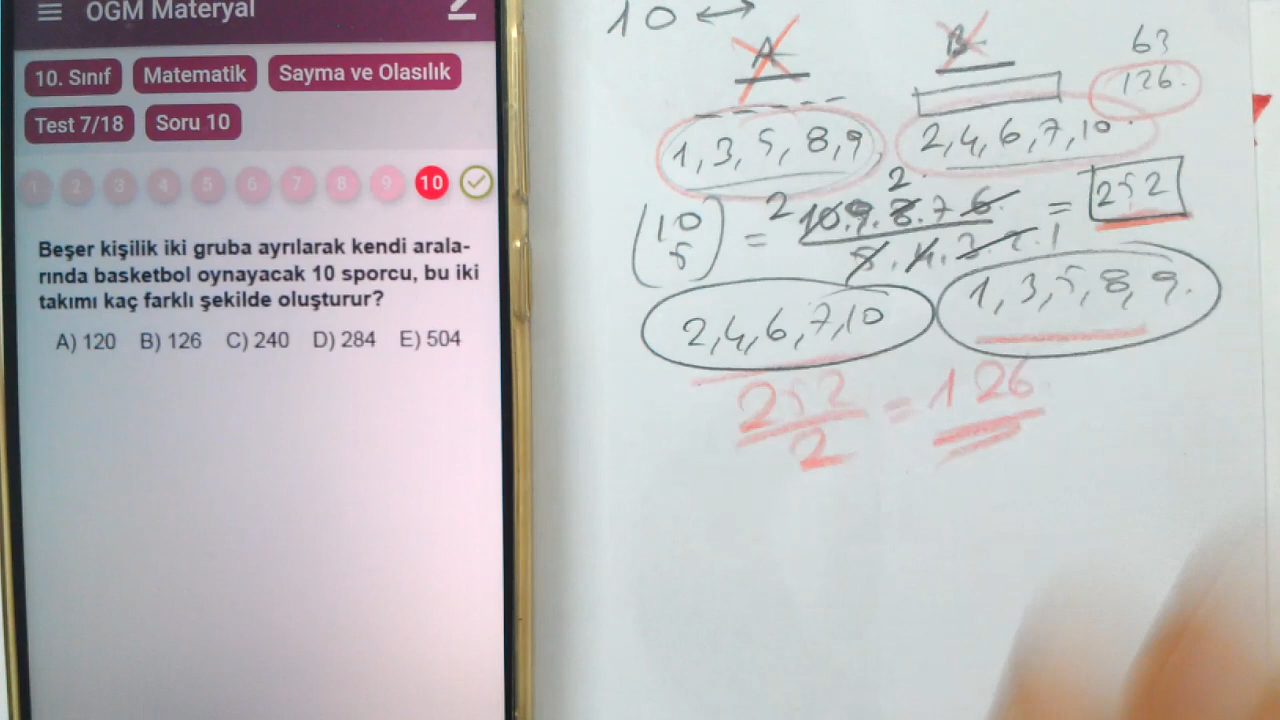 OGM Materyal
10. Sınıf Matematik Sayma ve Olasılık
Test 7/18 Soru 10
1 2 3 4 5 6 7 8 9 10
Beşer kişilik iki gruba ayrılarak kendi arala-
rında basketbol oynayacak 10 sporcu, bu iki
takımı kaç farklı şekilde oluşturur?
A) 120 B) 126 C) 240 D) 284 E) 504
10 ↔
A B 63
126
1, 3, 5, 8, 9 2, 4, 6, 7, 10
2
(10 5) = 2 10.9.8.7.6 = 252
5.4.3.2.1
2, 4, 6, 7, 10 1, 3, 5, 8, 9.
252 = 126
2